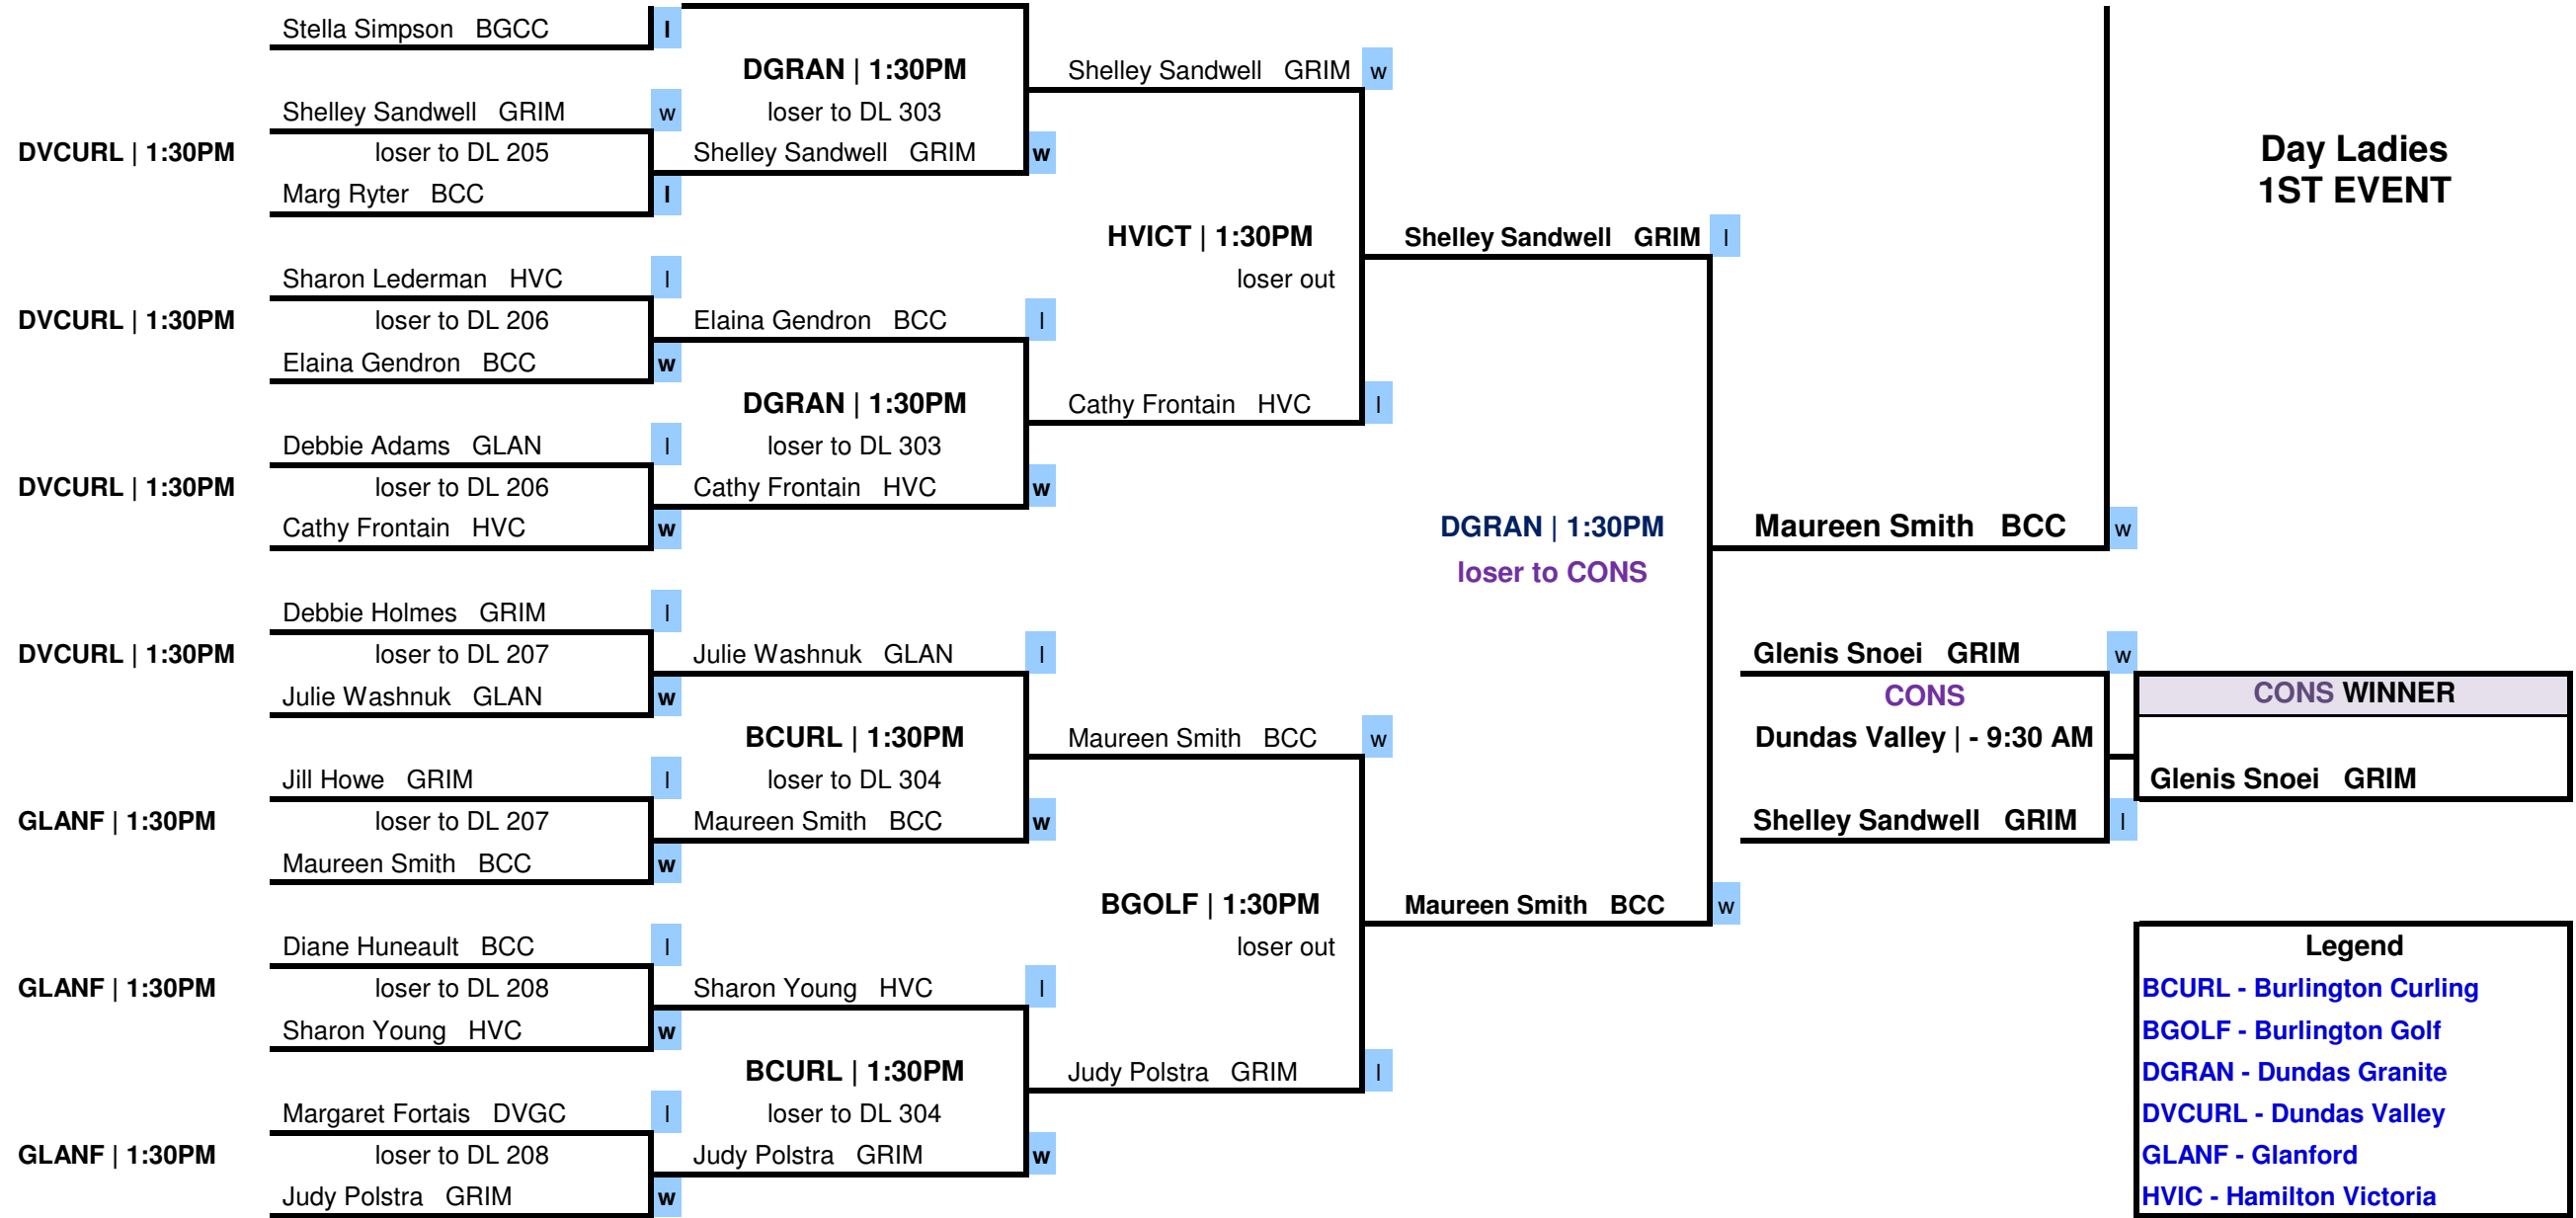 Stella Simpson BGCC l
DGRAN | 1:30PM
Shelley Sandwell GRIM w
Shelley Sandwell GRIM w
loser to DL 303
DVCURL | 1:30PM
loser to DL 205
Shelley Sandwell GRIM w
Marg Ryter BCC l
Day Ladies
1ST EVENT
HVICT | 1:30PM
Shelley Sandwell GRIM l
loser out
Sharon Lederman HVC l
DVCURL | 1:30PM
loser to DL 206
Elaina Gendron BCC l
Elaina Gendron BCC w
DGRAN | 1:30PM
Cathy Frontain HVC l
loser to DL 303
Debbie Adams GLAN l
DVCURL | 1:30PM
loser to DL 206
Cathy Frontain HVC w
Cathy Frontain HVC w
DGRAN | 1:30PM
loser to CONS
Maureen Smith BCC w
Debbie Holmes GRIM l
DVCURL | 1:30PM
loser to DL 207
Julie Washnuk GLAN l
Julie Washnuk GLAN w
Glenis Snoei GRIM w
CONS
CONS WINNER
BCURL | 1:30PM
Maureen Smith BCC w
Dundas Valley | - 9:30 AM
loser to DL 304
Glenis Snoei GRIM
Jill Howe GRIM l
GLANF | 1:30PM
loser to DL 207
Maureen Smith BCC w
Shelley Sandwell GRIM l
Maureen Smith BCC w
BGOLF | 1:30PM
Maureen Smith BCC w
loser out
Diane Huneault BCC l
GLANF | 1:30PM
loser to DL 208
Sharon Young HVC l
Sharon Young HVC w
BCURL | 1:30PM
Judy Polstra GRIM l
loser to DL 304
Margaret Fortais DVGC l
GLANF | 1:30PM
loser to DL 208
Judy Polstra GRIM w
Judy Polstra GRIM w
Legend
BCURL - Burlington Curling
BGOLF - Burlington Golf
DGRAN - Dundas Granite
DVCURL - Dundas Valley
GLANF - Glanford
HVIC - Hamilton Victoria